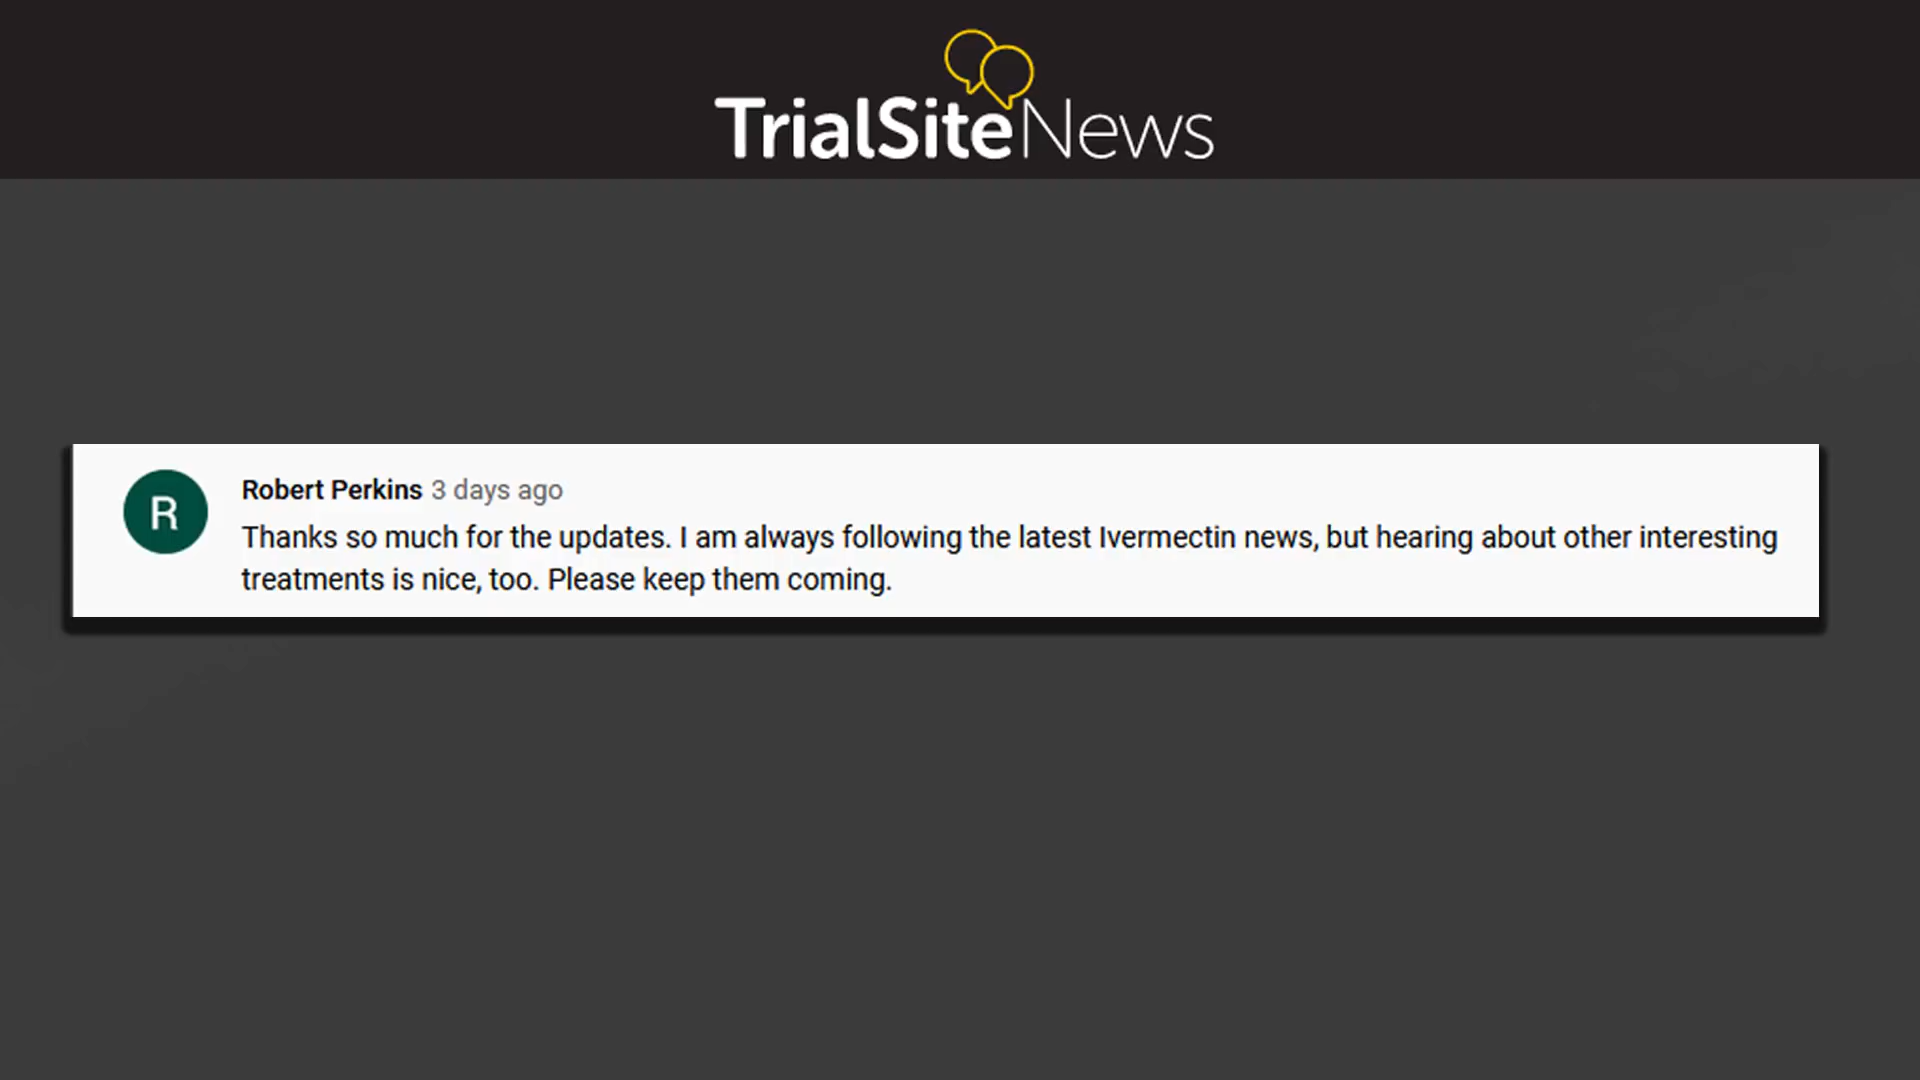 TrialSiteNews
R
Robert Perkins 3 days ago
Thanks so much for the updates. I am always following the latest Ivermectin news, but hearing about other interesting
treatments is nice, too. Please keep them coming.